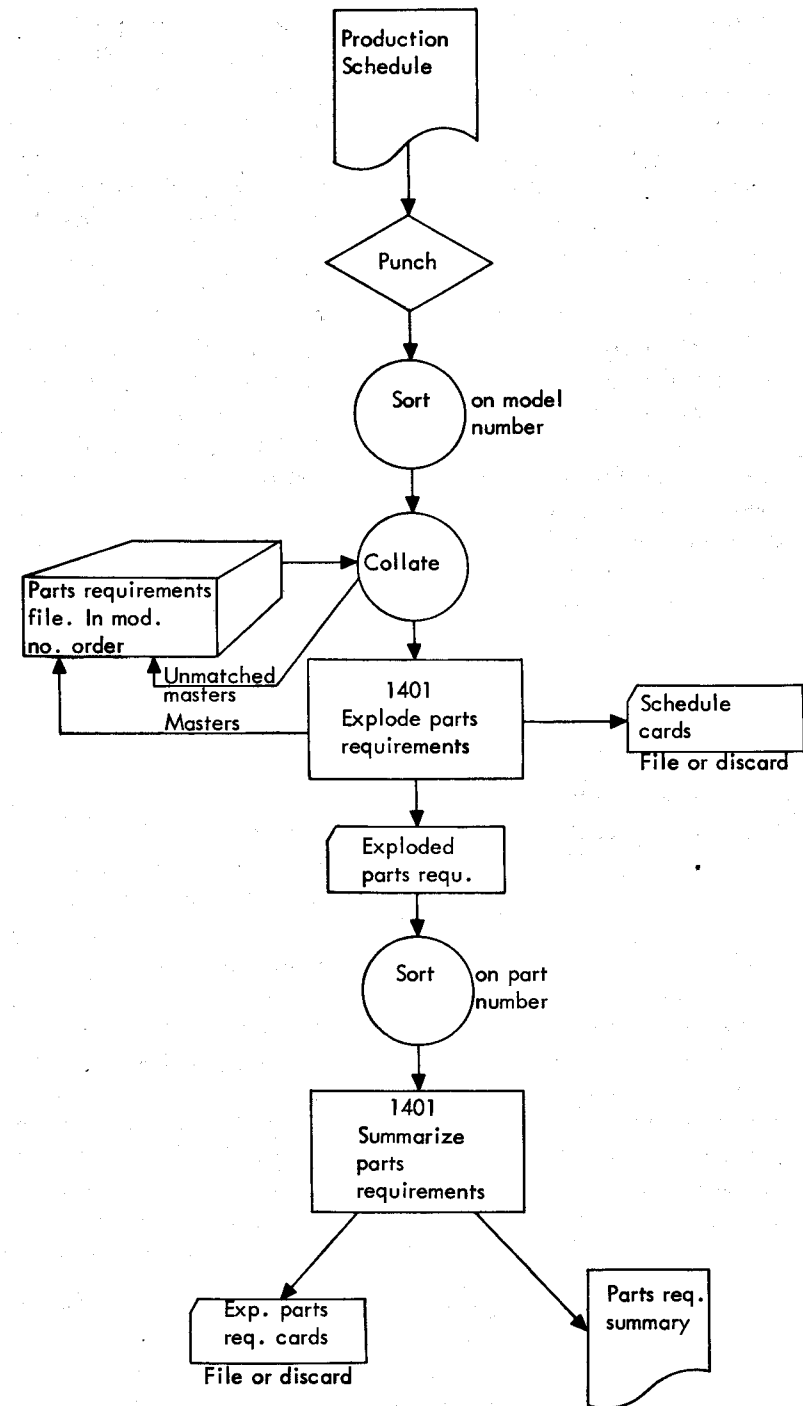 Production
Schedule
Punch
Sort
on model
number
Collate
Parts requirements
file. In mod.
no. order
Unmatched
masters
Masters
1401
Explode parts
requirements
Schedule
cards
File or discard
Exploded
parts requ.
Sort
on part
number
1401
Summarize
parts
requirements
Exp. parts
req. cards
File or discard
Parts req.
summary